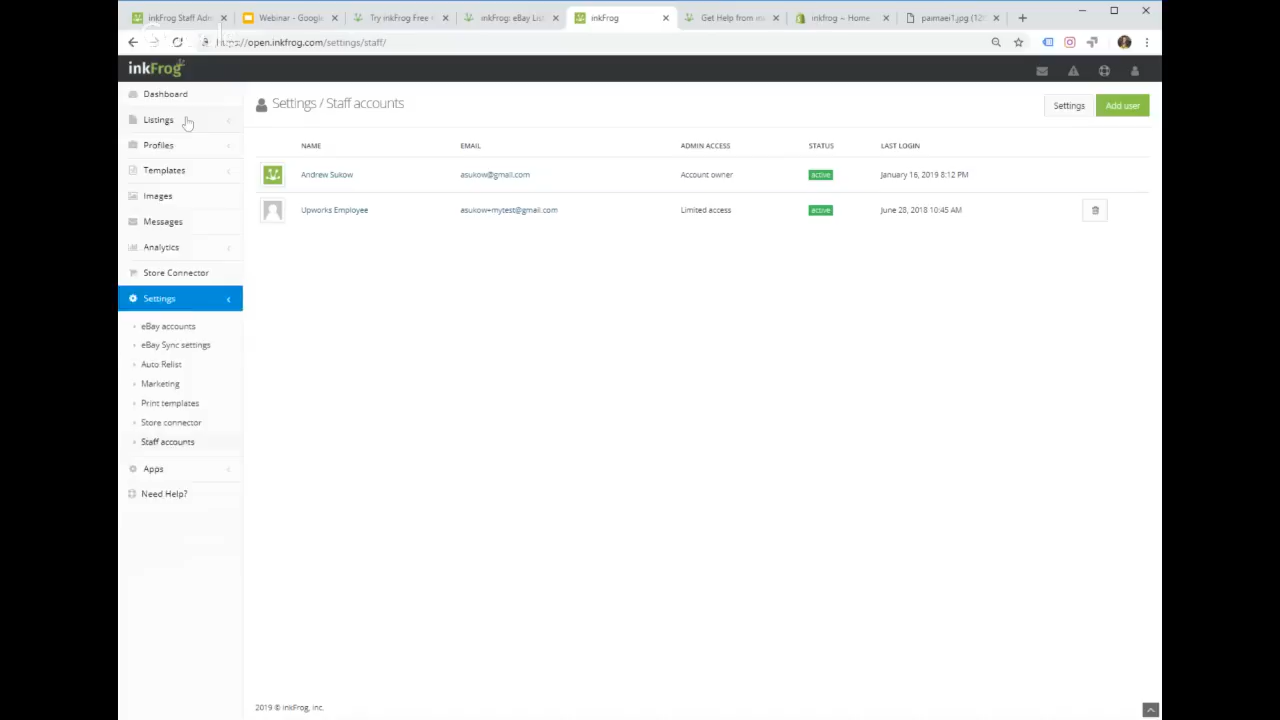 inkFrog Staff Adm
Webinar - Google
Try inkFrog Free
inkFrog: eBay List
inkFrog
Get Help from
inkfrog ~ Home
paimaei1.jpg (12
https://open.inkfrog.com/settings/staff/
inkFrog
Dashboard
Listings
Profiles
Templates
Images
Messages
Analytics
Store Connector
Settings
eBay accounts
eBay Sync settings
Auto Relist
Marketing
Print templates
Store connector
Staff accounts
Apps
Need Help?
Settings / Staff accounts
Settings
Add user
NAME EMAIL ADMIN ACCESS STATUS LAST LOGIN
Andrew Sukow asukow@gmail.com Account owner active January 16, 2019 8:12 PM
Upworks Employee asukow+mytest@gmail.com Limited access active June 28, 2018 10:45 AM
2019 © inkFrog, inc.